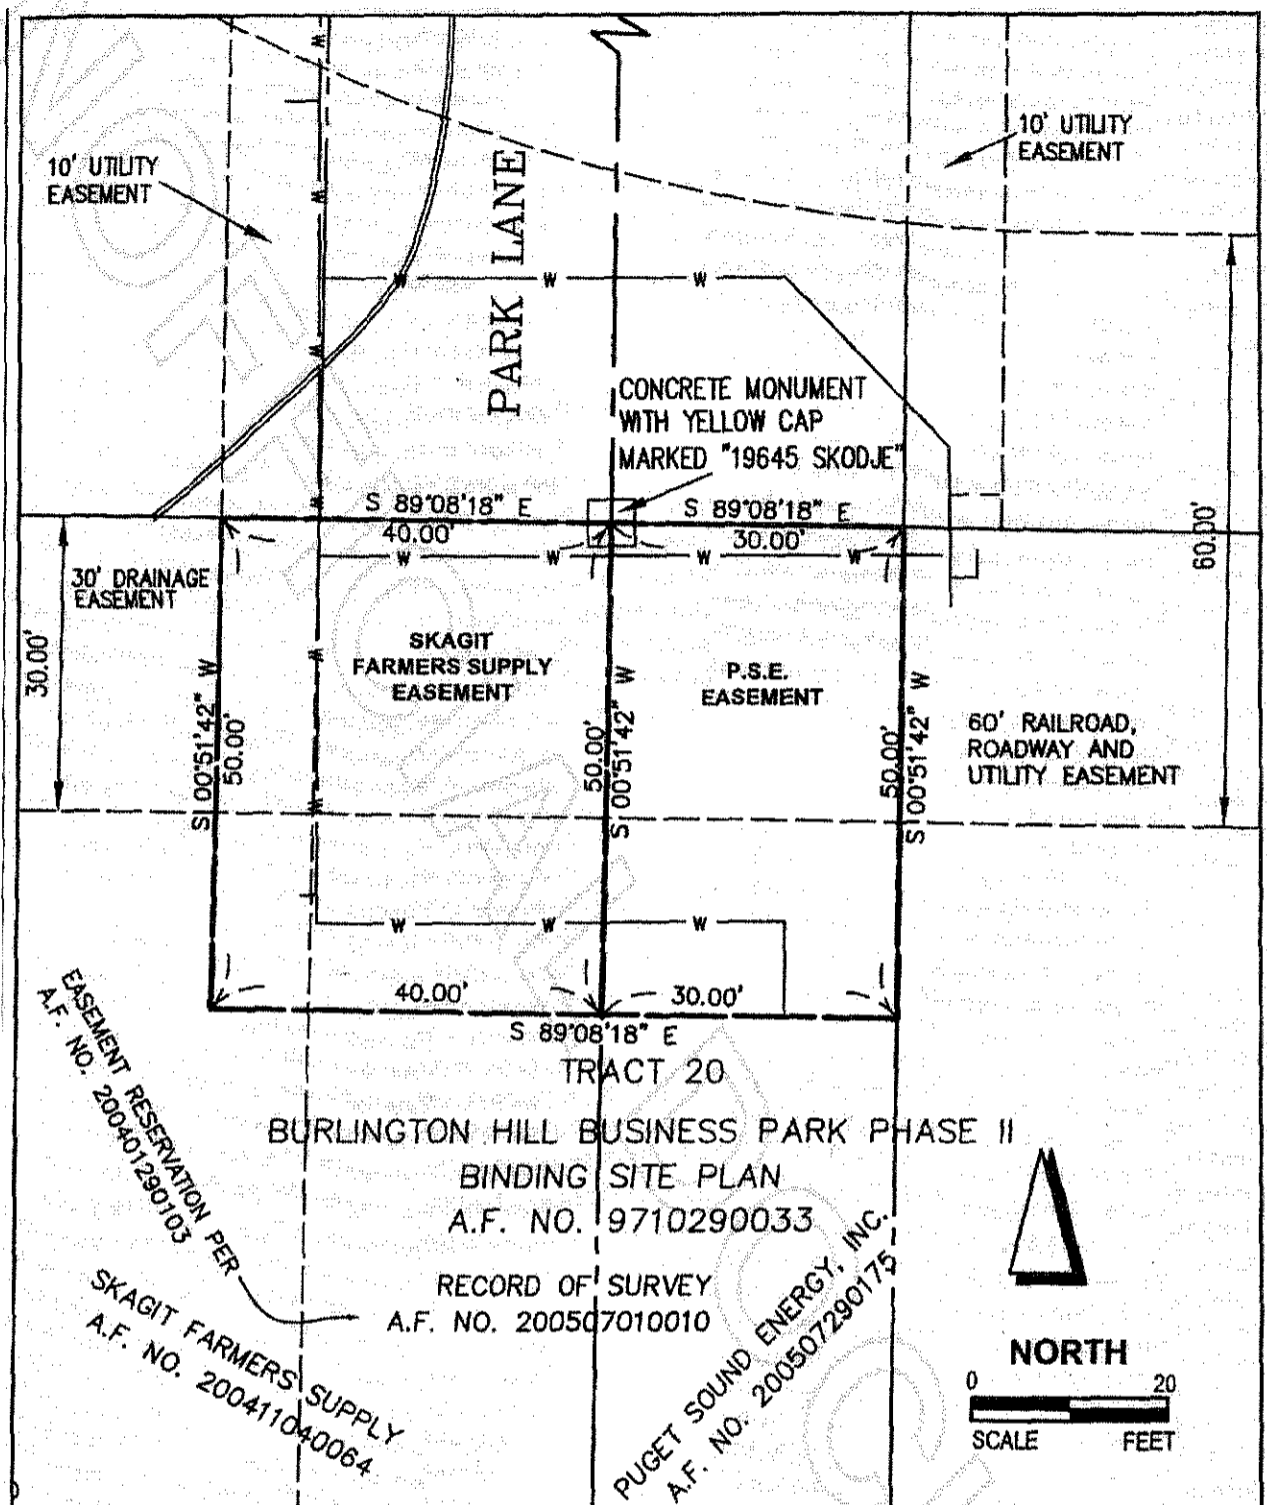 10' UTILITY
EASEMENT
10' UTILITY
EASEMENT
W
W
W
W
W
W
W
W
PARK LANE
CONCRETE MONUMENT
WITH YELLOW CAP
MARKED "19645 SKODJE"
S 89°08'18" E
40.00'
S 89°08'18" E
30.00'
W
W
W
W
60.00'
30' DRAINAGE
EASEMENT
30.00'
SKAGIT
FARMERS SUPPLY
EASEMENT
P.S.E.
EASEMENT
W
W
S 00°51'42" W
50.00'
50.00'
S 00°51'42" W
50.00'
S 00°51'42" W
60' RAILROAD,
ROADWAY AND
UTILITY EASEMENT
W
W
W
40.00'
30.00'
S 89°08'18" E
TRACT 20
BURLINGTON HILL BUSINESS PARK PHASE II
BINDING SITE PLAN
A.F. NO. 9710290033
RECORD OF SURVEY
A.F. NO. 200507010010
EASEMENT RESERVATION PER
A.F. NO. 200401290103
SKAGIT FARMERS SUPPLY
A.F. NO. 200411040064
PUGET SOUND ENERGY, INC.
A.F. NO. 200507290175
NORTH
0 20
SCALE FEET